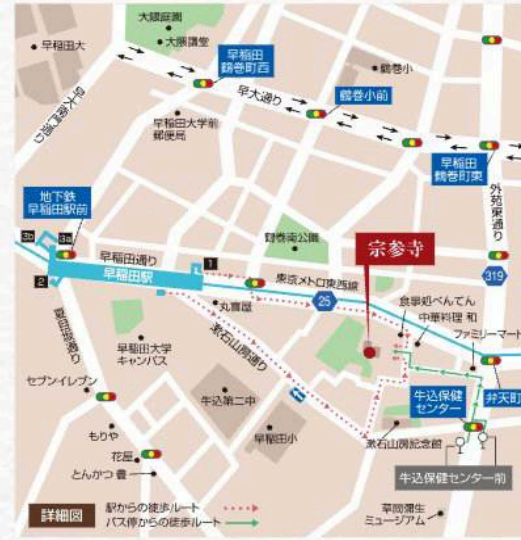 大隈庭園
早稲田大
大隈講堂
早稲田
鶴巻町西
鶴巻小
早大通り
鶴巻小前
早大南門通り
早稲田大学前
郵便局
早稲田
鶴巻町東
外苑東通り
地下鉄
早稲田駅前
3b
3a
早稲田通り
1
鶴巻南公園
宗参寺
早稲田駅
東京メトロ東西線
319
2
25
丸喜屋
食事処べんてん
中華料理 和
ファミリーマート
早稲田大学
キャンパス
漱石山房通り
弁天町
セブンイレブン
牛込第二中
牛込保健
センター
もりや
早稲田小
漱石山房記念館
花屋
とんかつ 豊
牛込保健センター前
詳細図
駅からの徒歩ルート
バス停からの徒歩ルート
草間彌生
ミュージアム